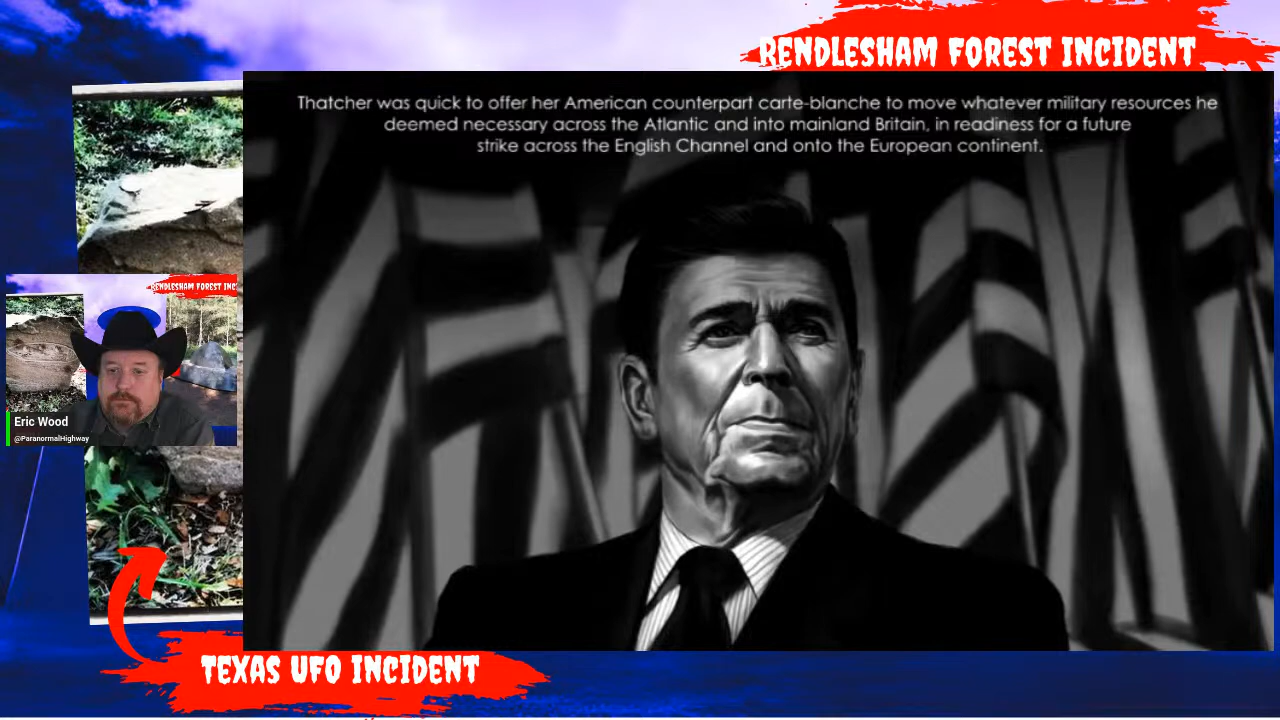 RENDLESHAM FOREST INCIDENT
Thatcher was quick to offer her American counterpart carte-blanche to move whatever military resources he
deemed necessary across the Atlantic and into mainland Britain, in readiness for a future
strike across the English Channel and onto the European continent.
RENDLESHAM FOREST INC
Eric Wood
@ParanormalHighway
TEXAS UFO INCIDENT